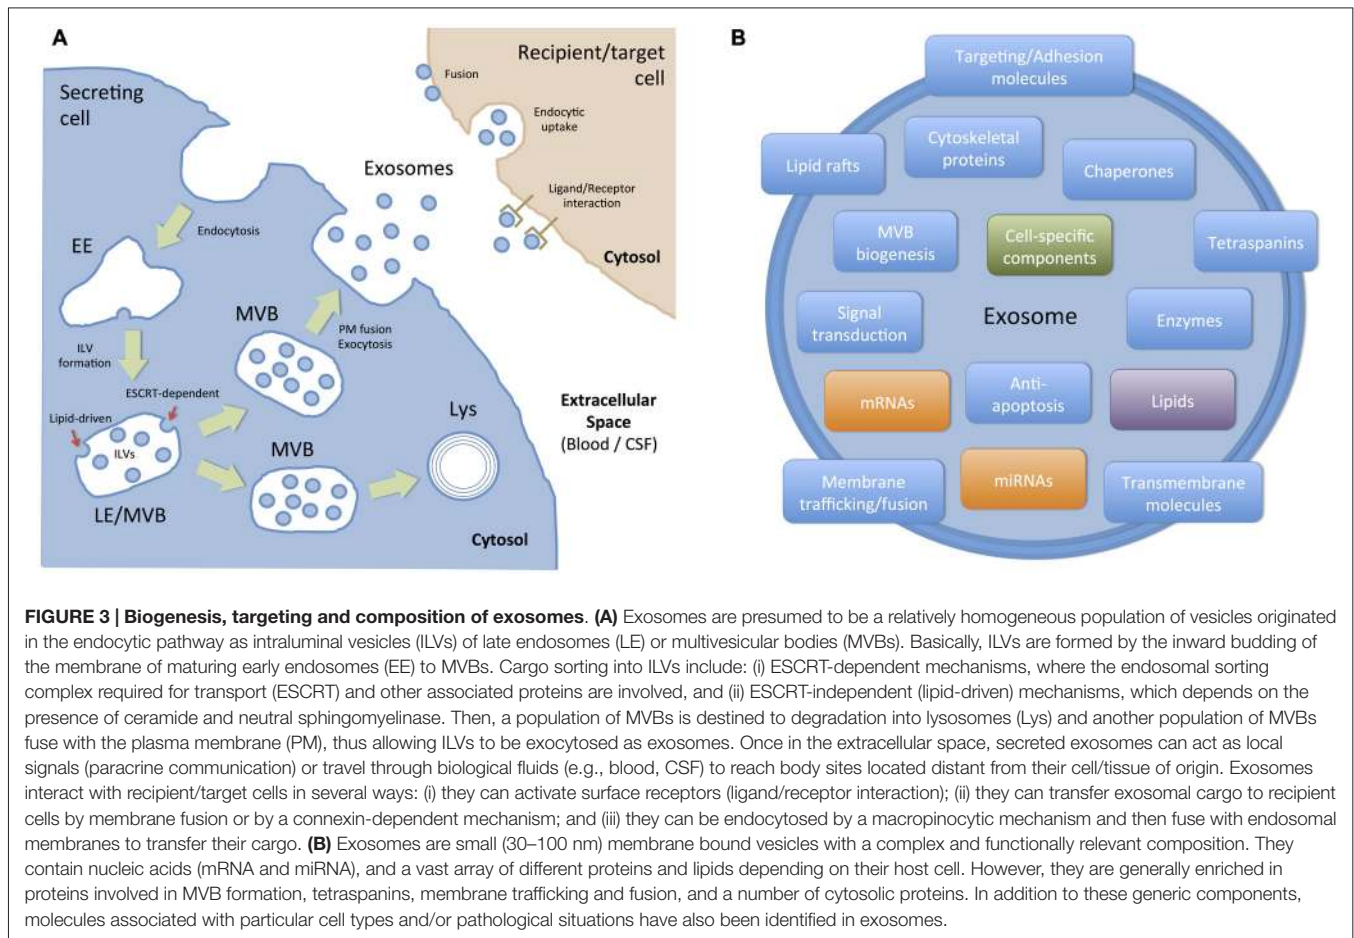 A
Secreting
cell
Recipient/target
cell
Fusion
Endocytic
uptake
Exosomes
Ligand/Receptor
interaction
Endocytosis
EE
Cytosol
MVB
PM fusion
Exocytosis
ILV
formation
ESCRT-dependent
Lipid-driven
ILVs
LE/MVB
MVB
Lys
Extracellular
Space
(Blood / CSF)
Cytosol
B
Targeting/Adhesion
molecules
Lipid rafts
Cytoskeletal
proteins
Chaperones
MVB
biogenesis
Cell-specific
components
Tetraspanins
Signal
transduction
Exosome
Enzymes
mRNAs
Anti-
apoptosis
Lipids
Membrane
trafficking/fusion
miRNAs
Transmembrane
molecules
FIGURE 3 | Biogenesis, targeting and composition of exosomes. (A) Exosomes are presumed to be a relatively homogeneous population of vesicles originated
in the endocytic pathway as intraluminal vesicles (ILVs) of late endosomes (LE) or multivesicular bodies (MVBs). Basically, ILVs are formed by the inward budding of
the membrane of maturing early endosomes (EE) to MVBs. Cargo sorting into ILVs include: (i) ESCRT-dependent mechanisms, where the endosomal sorting
complex required for transport (ESCRT) and other associated proteins are involved, and (ii) ESCRT-independent (lipid-driven) mechanisms, which depends on the
presence of ceramide and neutral sphingomyelinase. Then, a population of MVBs is destined to degradation into lysosomes (Lys) and another population of MVBs
fuse with the plasma membrane (PM), thus allowing ILVs to be exocytosed as exosomes. Once in the extracellular space, secreted exosomes can act as local
signals (paracrine communication) or travel through biological fluids (e.g., blood, CSF) to reach body sites located distant from their cell/tissue of origin. Exosomes
interact with recipient/target cells in several ways: (i) they can activate surface receptors (ligand/receptor interaction); (ii) they can transfer exosomal cargo to recipient
cells by membrane fusion or by a connexin-dependent mechanism; and (iii) they can be endocytosed by a macropinocytic mechanism and then fuse with endosomal
membranes to transfer their cargo. (B) Exosomes are small (30–100 nm) membrane bound vesicles with a complex and functionally relevant composition. They
contain nucleic acids (mRNA and miRNA), and a vast array of different proteins and lipids depending on their host cell. However, they are generally enriched in
proteins involved in MVB formation, tetraspanins, membrane trafficking and fusion, and a number of cytosolic proteins. In addition to these generic components,
molecules associated with particular cell types and/or pathological situations have also been identified in exosomes.